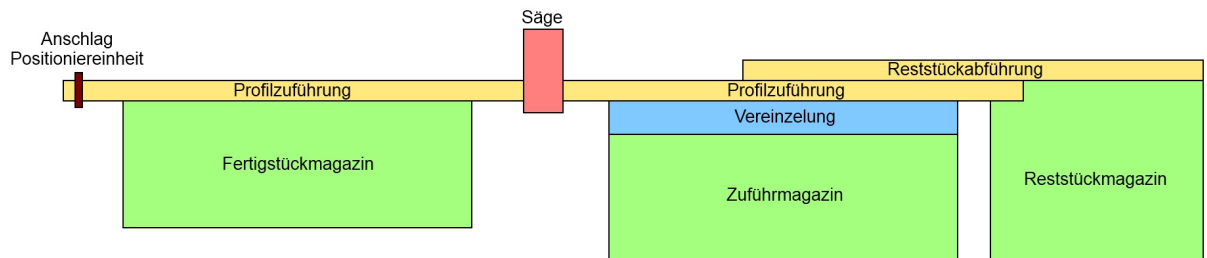 Säge
Anschlag
Positioniereinheit
Reststückabführung
Profilzuführung
Profilzuführung
Vereinzelung
Fertigstückmagazin
Zuführmagazin
Reststückmagazin